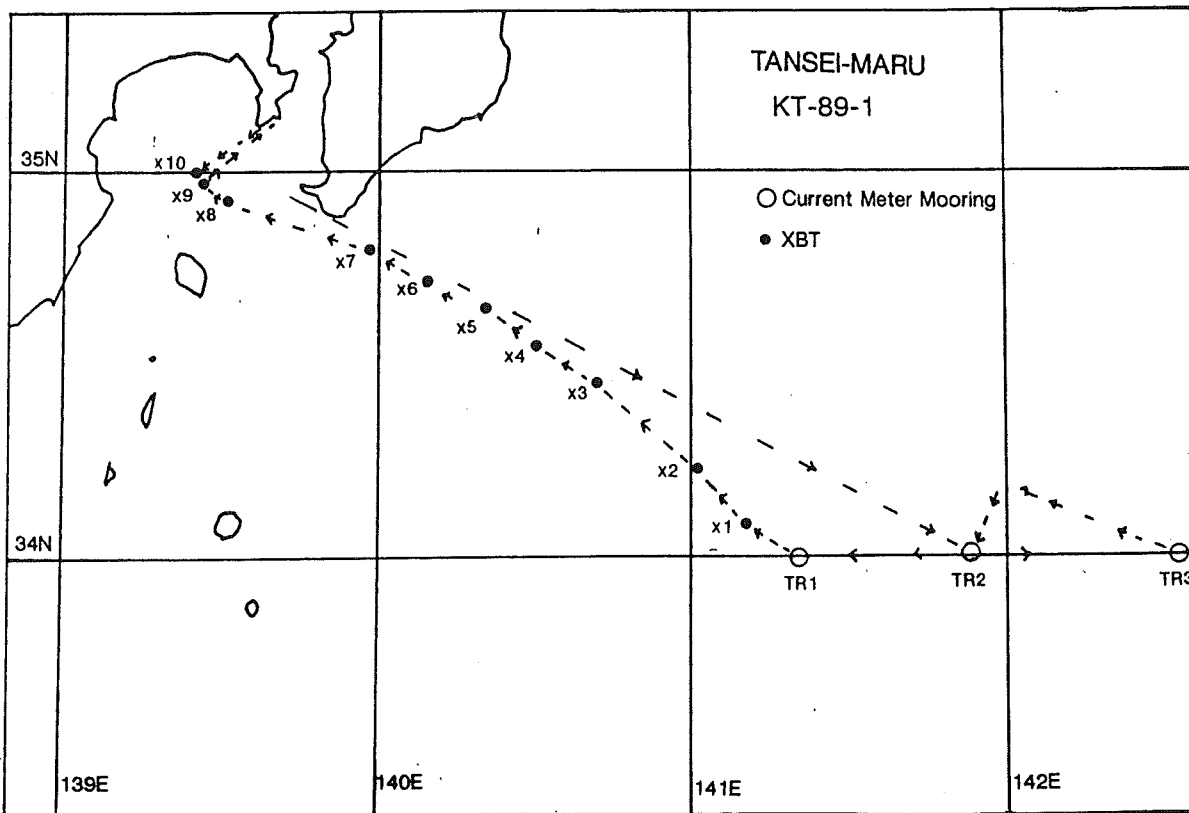 TANSEI-MARU
KT-89-1
35N
Current Meter Mooring
XBT
x10
x9
x8
x7
x6
x5
x4
x3
x2
x1
34N
TR1
TR2
TR3
139E
140E
141E
142E